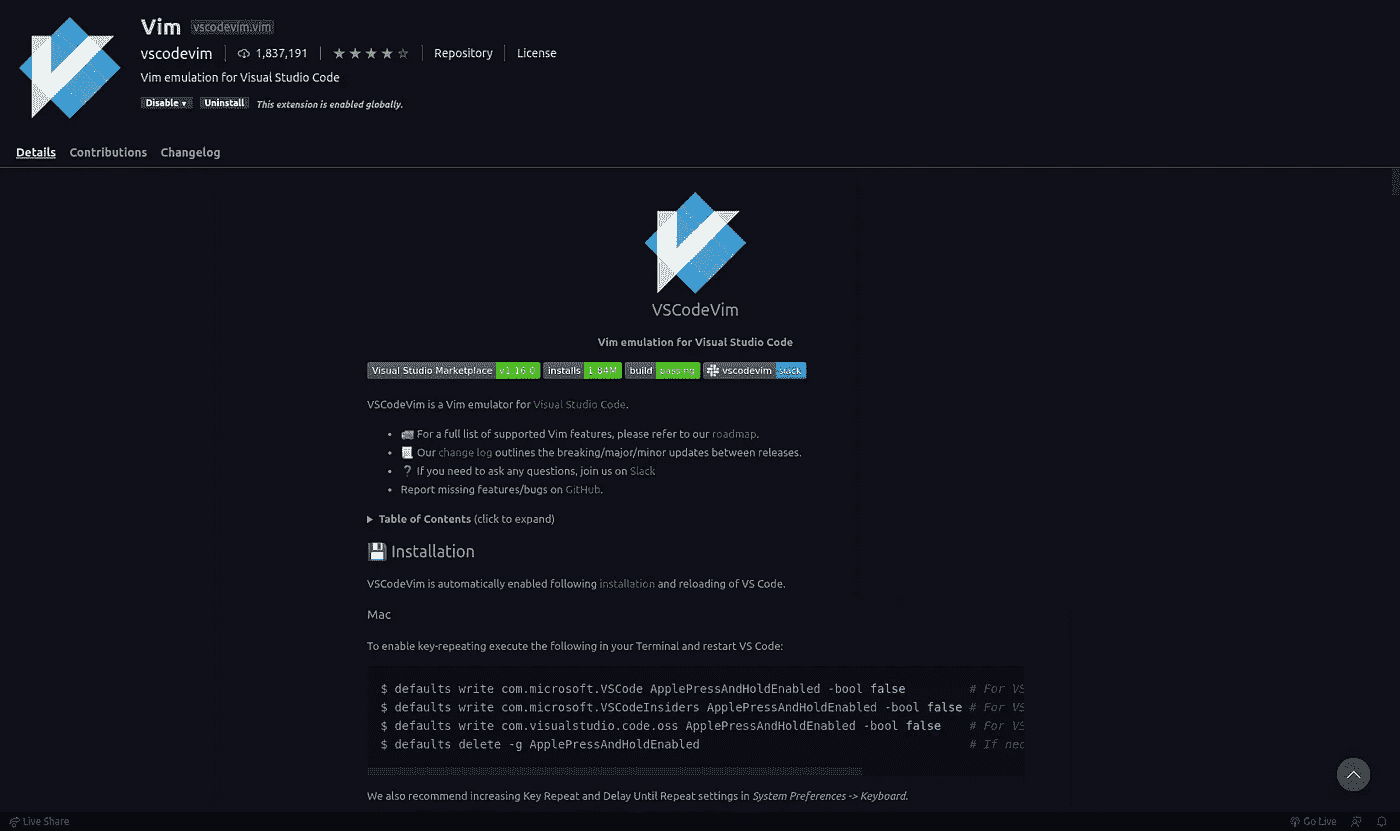 Vim vscodevim.vim
vscodevim 1,837,191 Repository License
Vim emulation for Visual Studio Code
Disable Uninstall This extension is enabled globally.
Details Contributions Changelog
VSCodeVim
Vim emulation for Visual Studio Code
Visual Studio Marketplace v1.16.0 installs 1.84M build passing vscodevim slack
VSCodeVim is a Vim emulator for Visual Studio Code.
• For a full list of supported Vim features, please refer to our roadmap.
• Our change log outlines the breaking/major/minor updates between releases.
• ❓ If you need to ask any questions, join us on Slack
• Report missing features/bugs on GitHub.
▶ Table of Contents (click to expand)
💾 Installation
VSCodeVim is automatically enabled following installation and reloading of VS Code.
Mac
To enable key-repeating execute the following in your Terminal and restart VS Code:
$ defaults write com.microsoft.VSCode ApplePressAndHoldEnabled -bool false # For VS
$ defaults write com.microsoft.VSCodeInsiders ApplePressAndHoldEnabled -bool false # For VS
$ defaults write com.visualstudio.code.oss ApplePressAndHoldEnabled -bool false # For VS
$ defaults delete -g ApplePressAndHoldEnabled # If nec
We also recommend increasing Key Repeat and Delay Until Repeat settings in System Preferences -> Keyboard.
Live Share Go Live